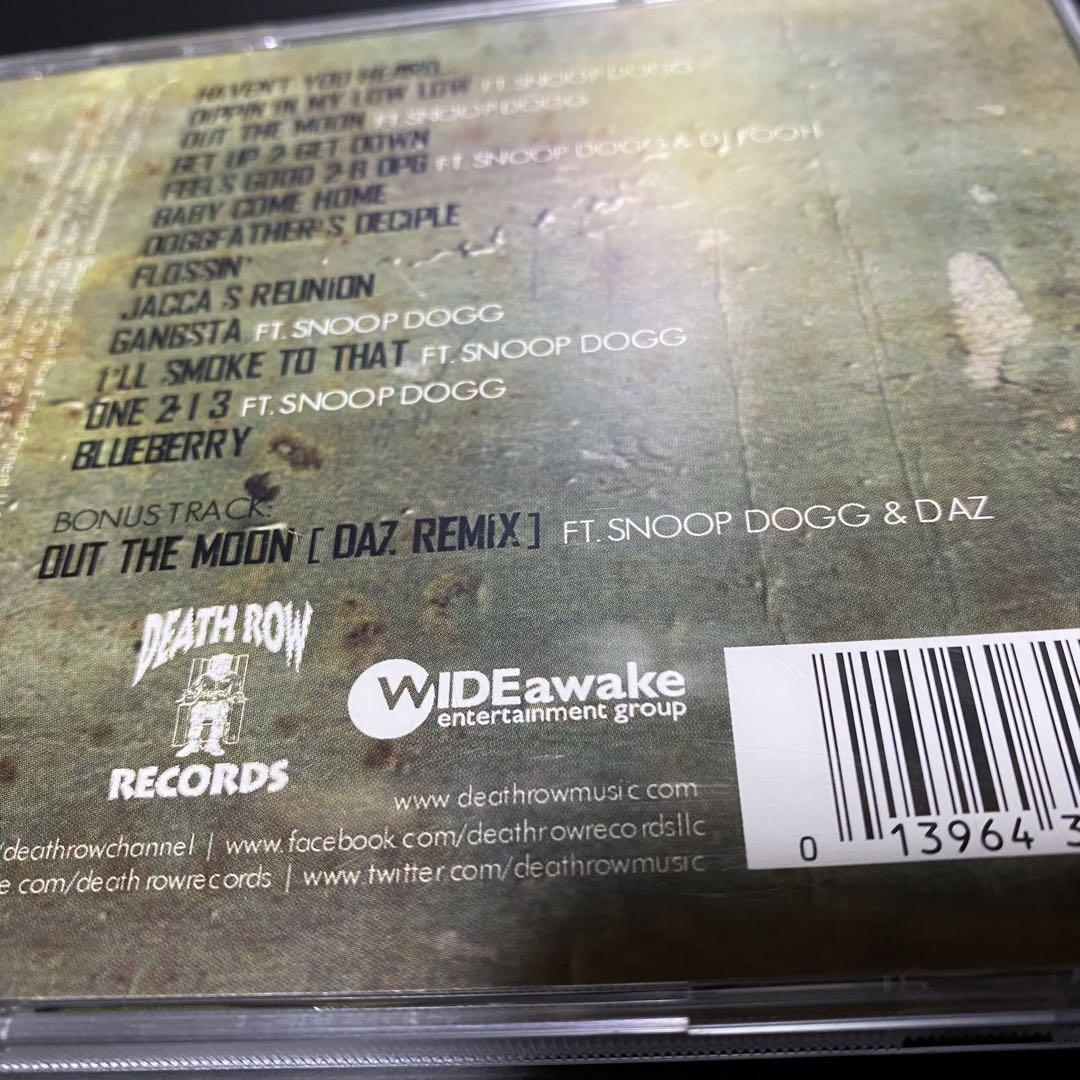 HAVEN'T YOU HEARD
DIPPIN IN MY LOW LOW FT. SNOOP DOGG
OUT THE MOON FT. SNOOP DOGG
GET UP 2 GET DOWN
FEELS GOOD 2-B OPG FT. SNOOP DOGG & DJ POOH
BABY COME HOME
DOGGFATHER'S DECIPLE
FLOSSIN'
JACCA S REUNION
GANGSTA FT. SNOOP DOGG
I'LL SMOKE TO THAT FT. SNOOP DOGG
ONE 2-1 3 FT. SNOOP DOGG
BLUEBERRY
BONUS TRACK:
OUT THE MOON [ DAZ REMIX ] FT. SNOOP DOGG & DAZ
DEATH ROW
RECORDS
WIDEawake
entertainment group
www deathrowmusic com
/deathrowchannel | www.facebook com/deathrowrecordsllc
e com/death rowrecords | www.twitter com/deathrowmusic
0 13964 3